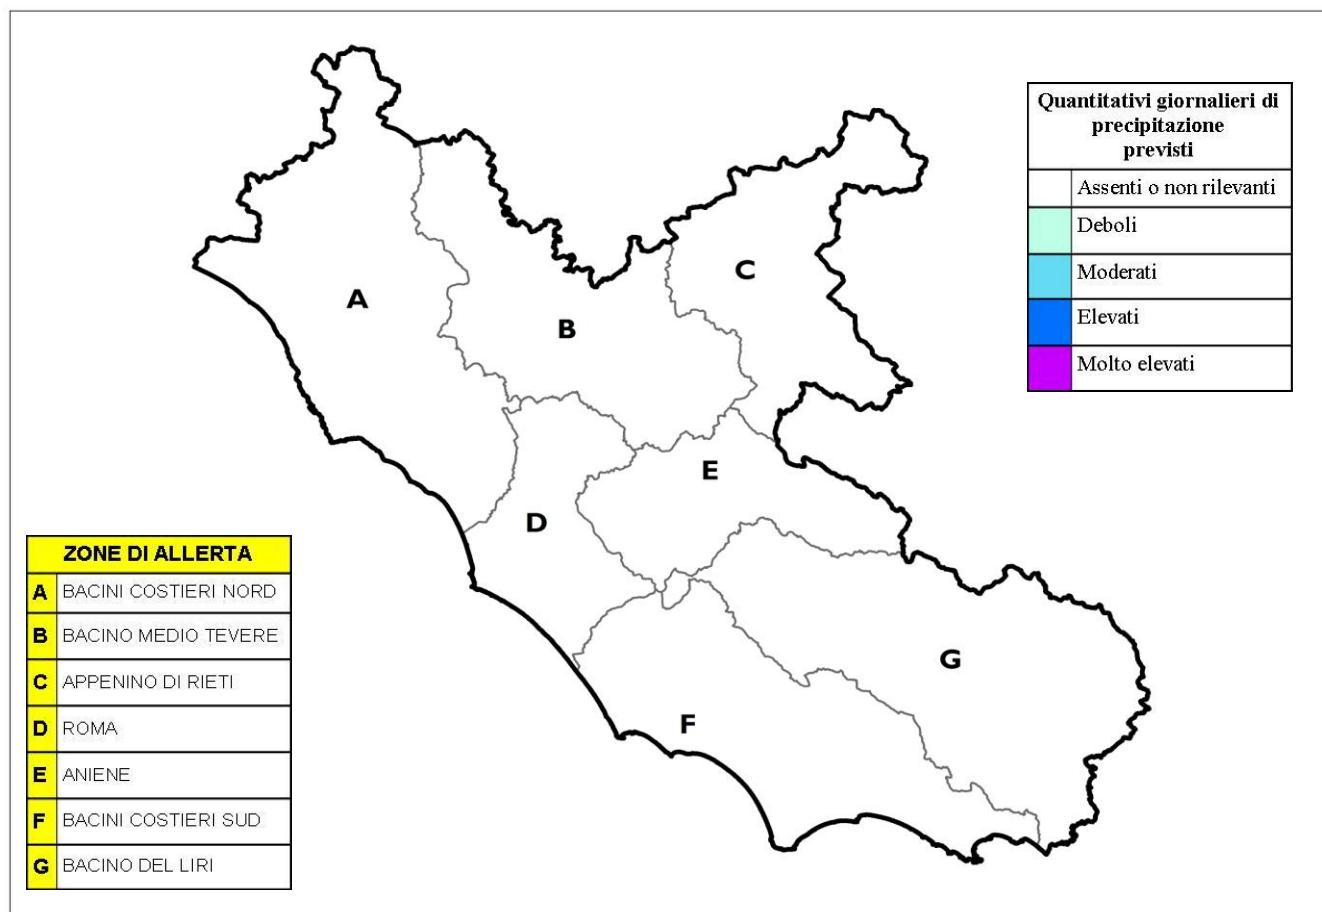 Quantitativi giornalieri di
precipitazione
previsti
Assenti o non rilevanti
Deboli
Moderati
Elevati
Molto elevati
A
B
C
D
E
F
G
ZONE DI ALLERTA
A BACINI COSTIERI NORD
B BACINO MEDIO TEVERE
C APPENINO DI RIETI
D ROMA
E ANIENE
F BACINI COSTIERI SUD
G BACINO DEL LIRI